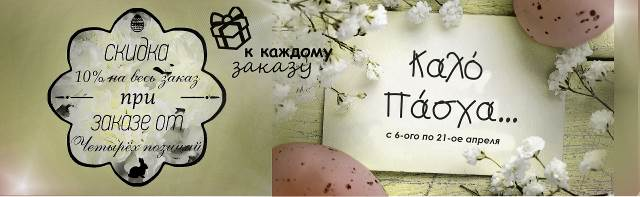 скидка
10% на весь заказ
при
заказе от
Четырёх позиций
к каждому
заказу
Καλό
Πάσχα...
с 6-ого по 21-ое апреля